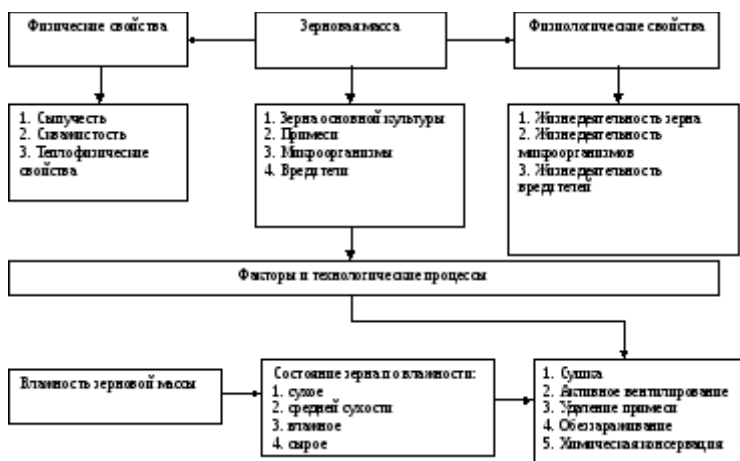 Физические свойства
Зерновая масса
Физиологические свойства
1. Сыпучесть
2. Скважистость
3. Теплофизические
свойства
1. Зерна основной культуры
2. Примеси
3. Микроорганизмы
4. Вредители
1. Жизнедеятельность зерна
2. Жизнедеятельность
микроорганизмов
3. Жизнедеятельность
вредителей
Факторы и технологические процессы
Влажность зерновой массы
Состояние зерна по влажности:
1. сухое
2. средней сухости
3. влажное
4. сырое
1. Сушка
2. Активное вентилирование
3. Удаление примеси
4. Обеззараживание
5. Химическая консервация